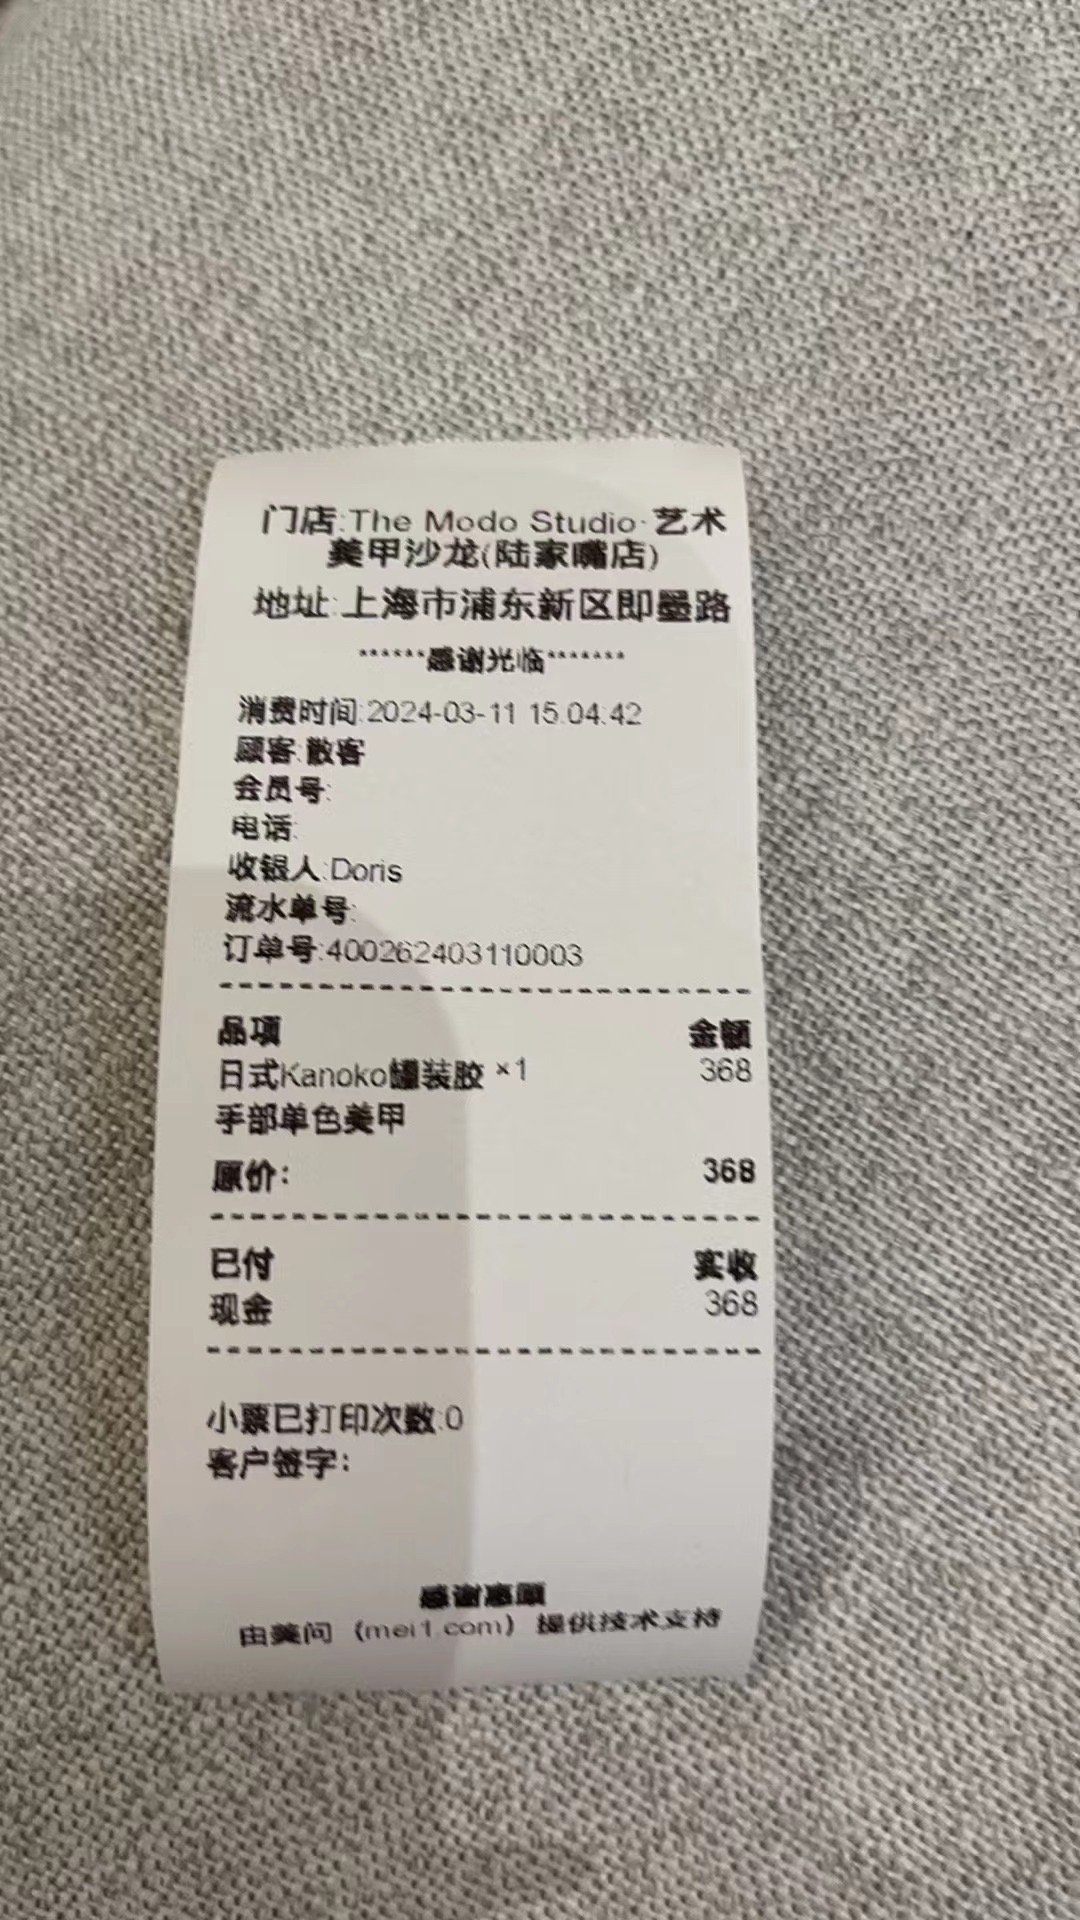 门店:The Modo Studio·艺术
美甲沙龙(陆家嘴店)
地址:上海市浦东新区即墨路
******感谢光临*******
消费时间:2024-03-11 15:04:42
顾客:散客
会员号:
电话:
收银人:Doris
流水单号:
订单号:400262403110003
品项 金额
日式Kanoko罐装胶 ×1 368
手部单色美甲
原价: 368
已付 实收
现金 368
小票已打印次数:0
客户签字:
感谢惠顾
由美问（mei1.com）提供技术支持